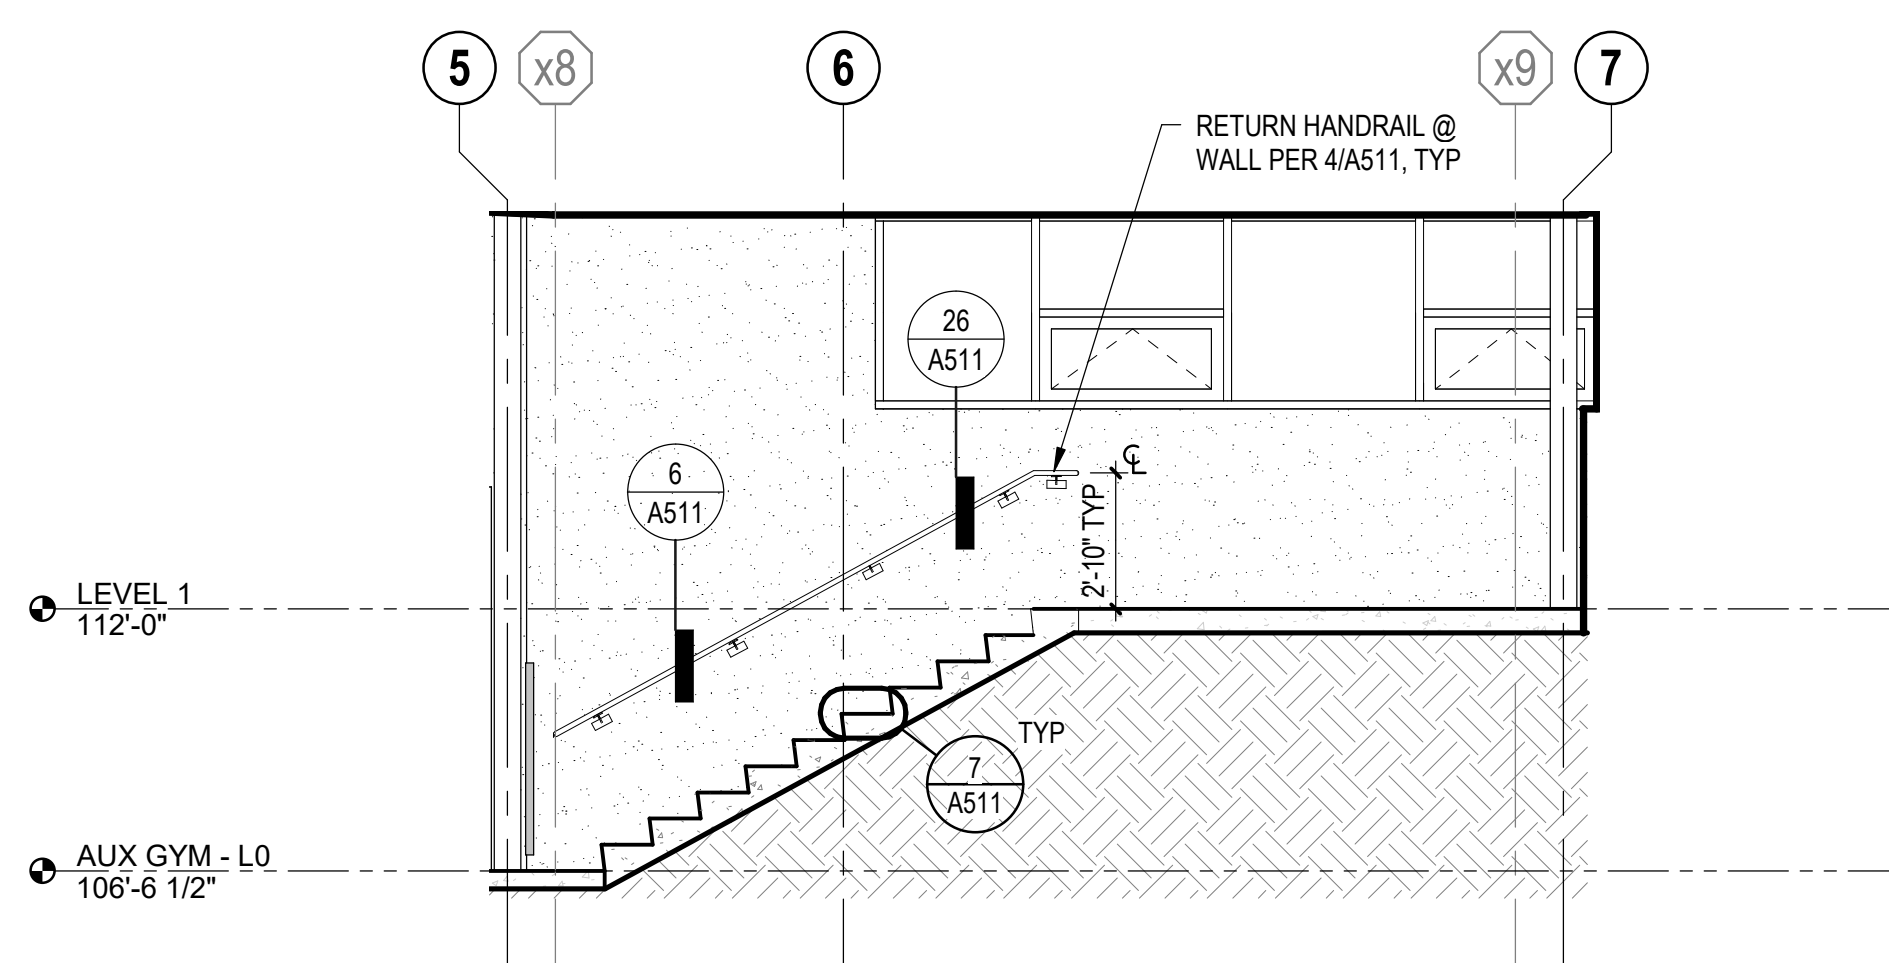 5
x8
6
x9
7
RETURN HANDRAIL @
WALL PER 4/A511, TYP
26
A511
6
A511
CL
2'-10" TYP
LEVEL 1
112'-0"
TYP
7
A511
AUX GYM - L0
106'-6 1/2"